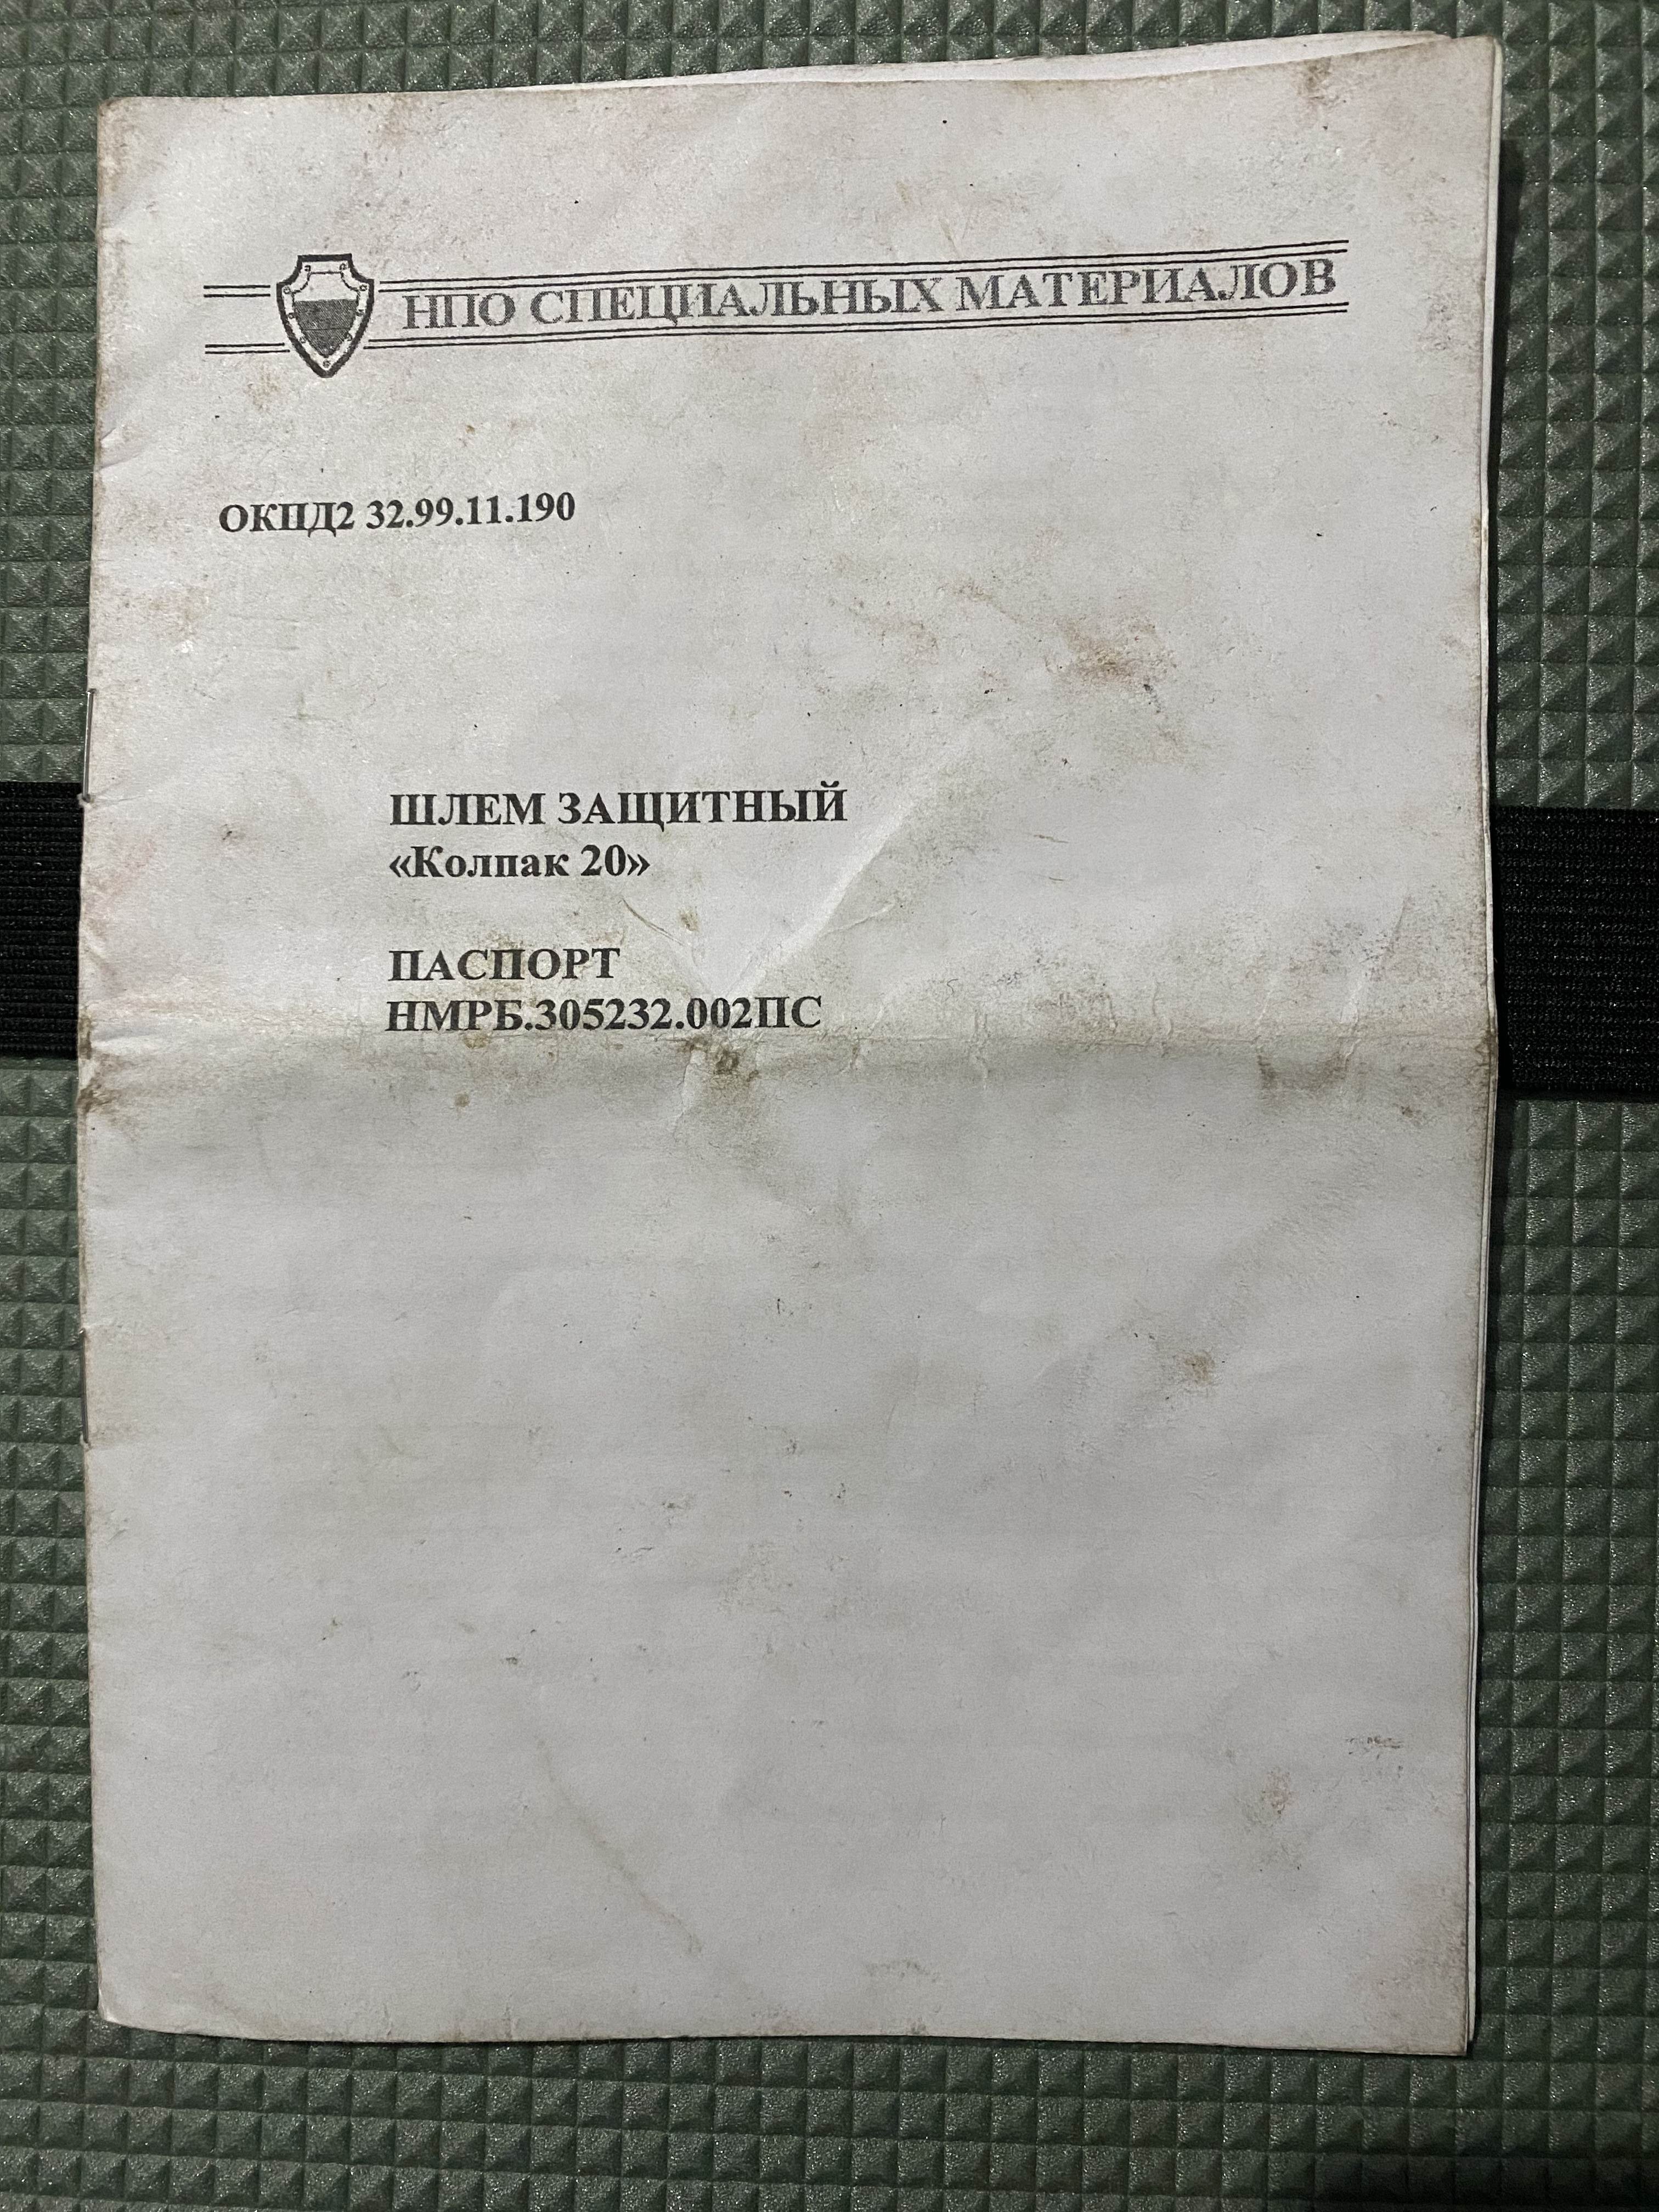 НПО СПЕЦИАЛЬНЫХ МАТЕРИАЛОВ
ОКПД2 32.99.11.190
ШЛЕМ ЗАЩИТНЫЙ
«Колпак 20»
ПАСПОРТ
НМРБ.305232.002ПС